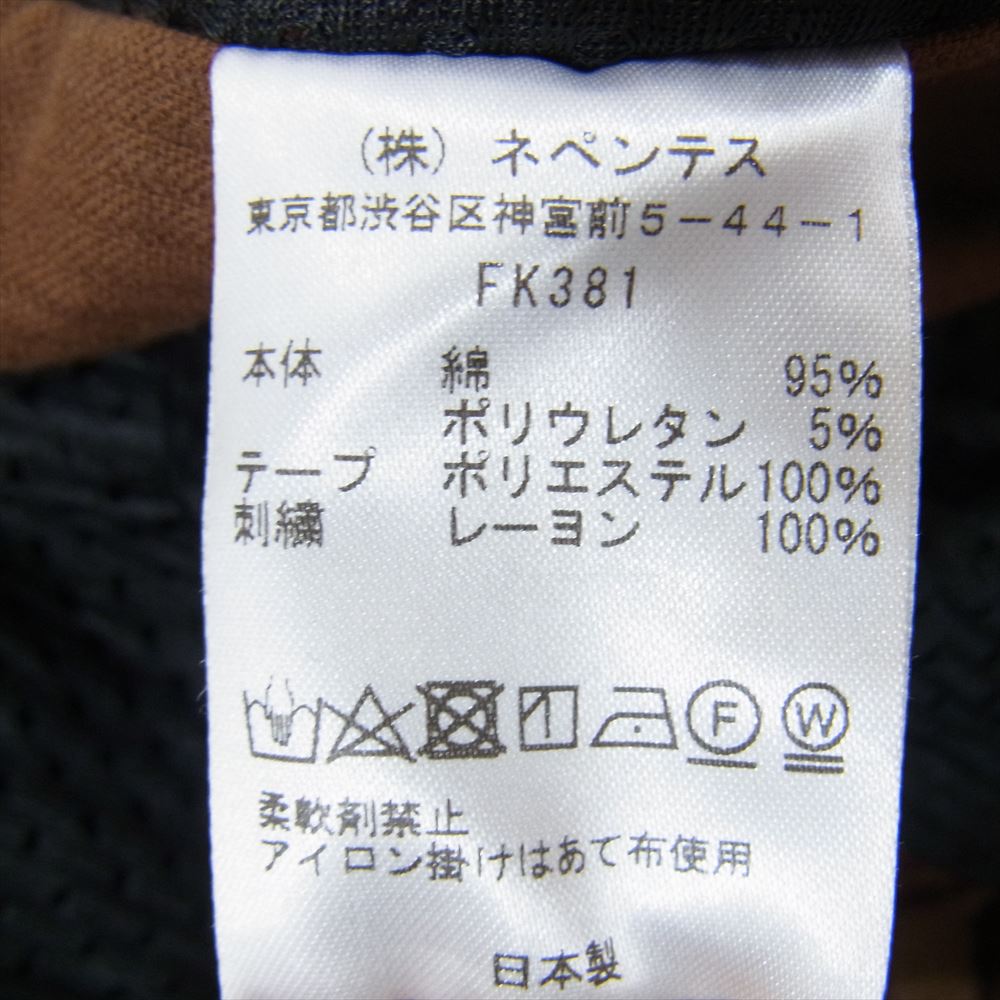 (株) ネペンテス
東京都渋谷区神宮前5-44-1
FK381
本体 綿 95%
ポリウレタン 5%
テープ ポリエステル 100%
刺繍 レーヨン 100%
F W
柔軟剤禁止
アイロン掛けはあて布使用
日本製